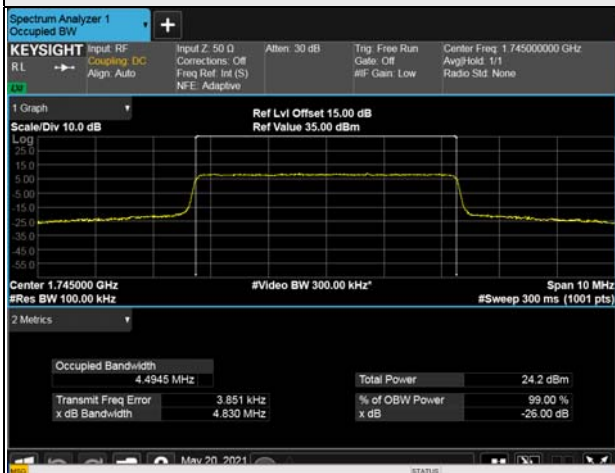 Spectrum Analyzer 1
Occupied BW
KEYSIGHT
RL
Input: RF
Coupling: DC
Align: Auto
Input Z: 50 Ω
Corrections: Off
Freq Ref: Int (S)
NFE: Adaptive
Atten: 30 dB
Trig: Free Run
Gate: Off
#IF Gain: Low
Center Freq: 1.745000000 GHz
Avg|Hold: 1/1
Radio Std: None
1 Graph
Scale/Div 10.0 dB
Ref Lvl Offset 15.00 dB
Ref Value 35.00 dBm
Log
25.0
15.0
5.00
-5.00
-15.0
-25.0
-35.0
-45.0
-55.0
Center 1.745000 GHz
#Video BW 300.00 kHz*
Span 10 MHz
#Res BW 100.00 kHz
#Sweep 300 ms (1001 pts)
2 Metrics
Occupied Bandwidth
4.4945 MHz
Total Power 24.2 dBm
Transmit Freq Error 3.851 kHz
% of OBW Power 99.00 %
x dB Bandwidth 4.830 MHz
x dB -26.00 dB
May 20, 2021
MSG
STATUS